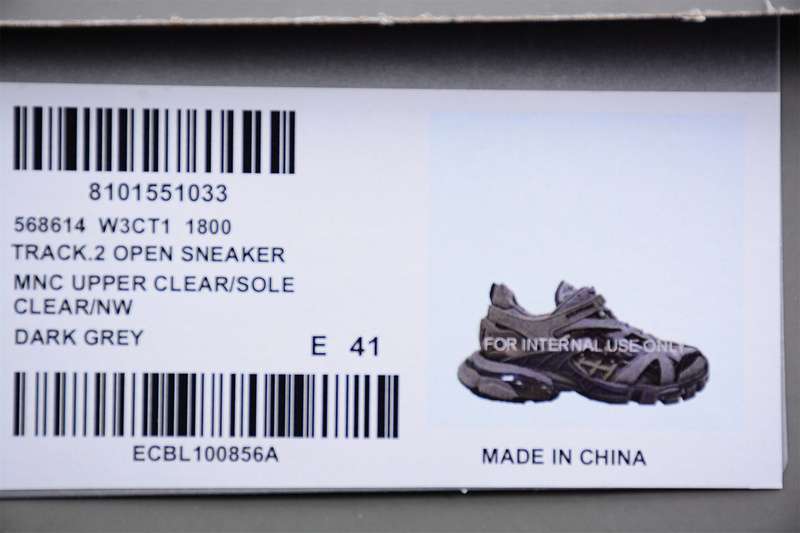 8101551033
568614 W3CT1 1800
TRACK.2 OPEN SNEAKER
MNC UPPER CLEAR/SOLE
CLEAR/NW
DARK GREY
E 41
ECBL100856A
FOR INTERNAL USE ONLY
MADE IN CHINA